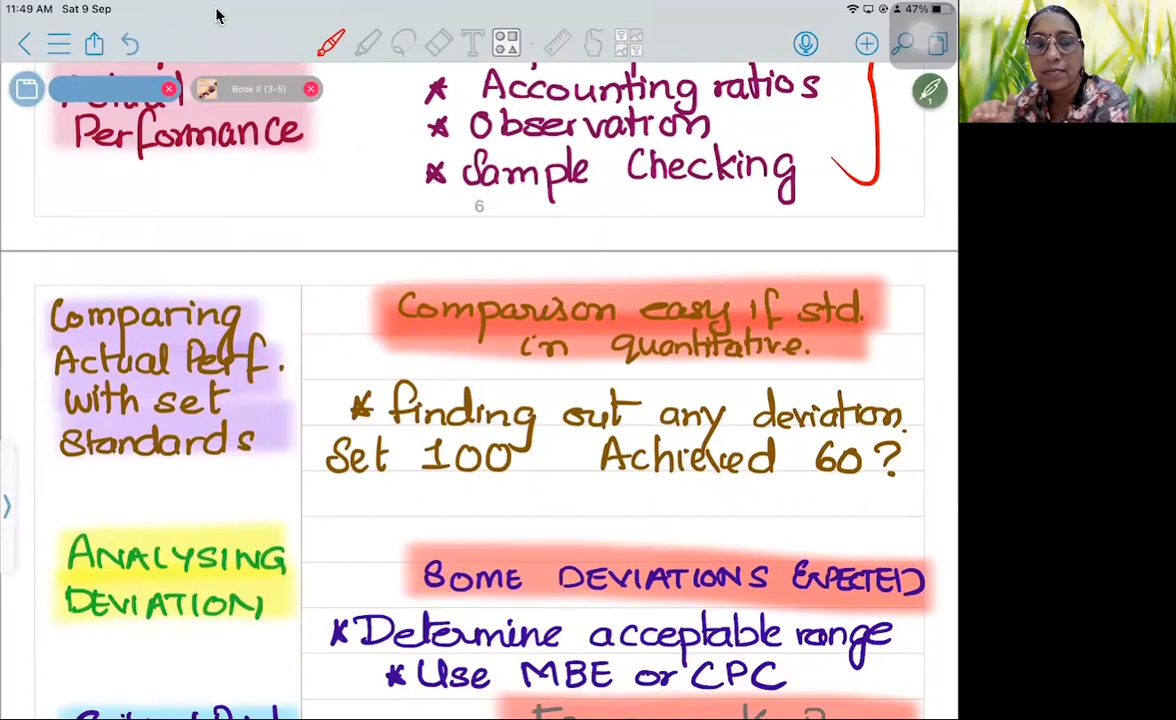 11:49 AM Sat 9 Sep
47%
Book II (3-5)
Performance
* Accounting ratios
* Observation
* Sample Checking
6
Comparing
Actual Perf.
with set
Standards
Comparison easy if std.
in quantitative.
* finding out any deviation.
Set 100 Achieved 60?
ANALYSING
DEVIATION
SOME DEVIATIONS EXPECTED
* Determine acceptable range
* Use MBE or CPC